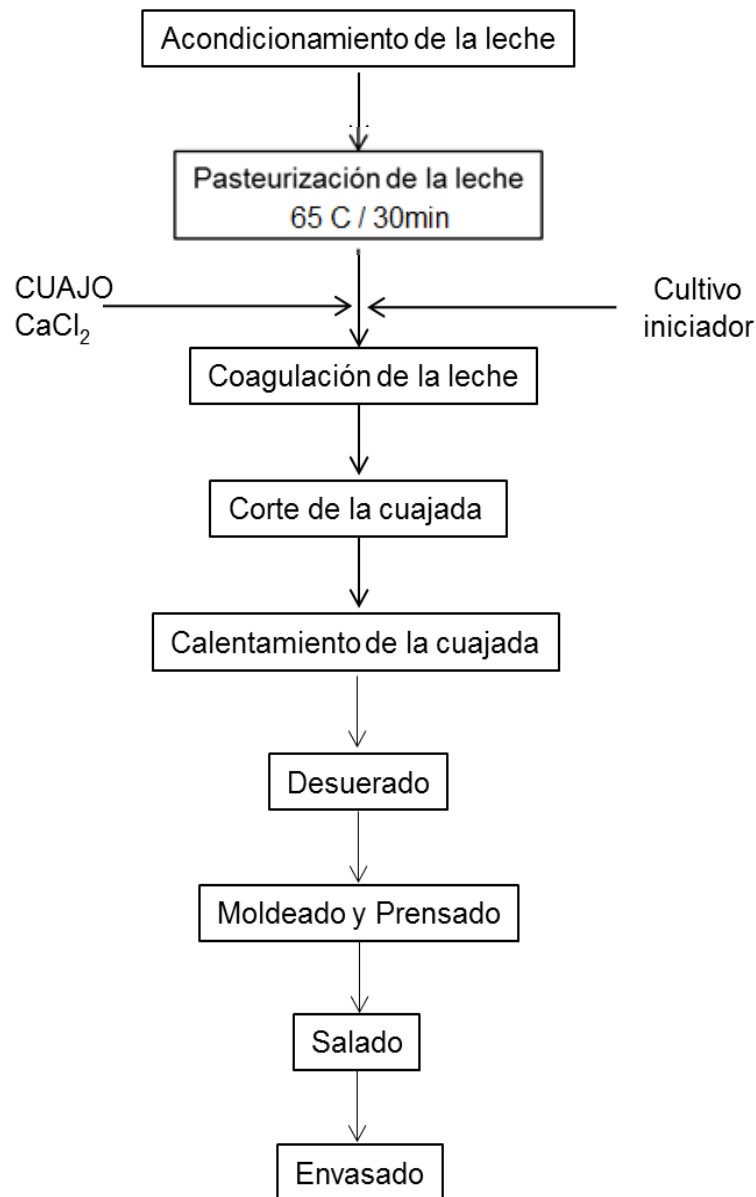 Acondicionamiento de la leche
Pasteurización de la leche
65 C / 30min
CUAJO
CaCl₂
Cultivo
iniciador
Coagulación de la leche
Corte de la cuajada
Calentamiento de la cuajada
Desuerado
Moldeado y Prensado
Salado
Envasado